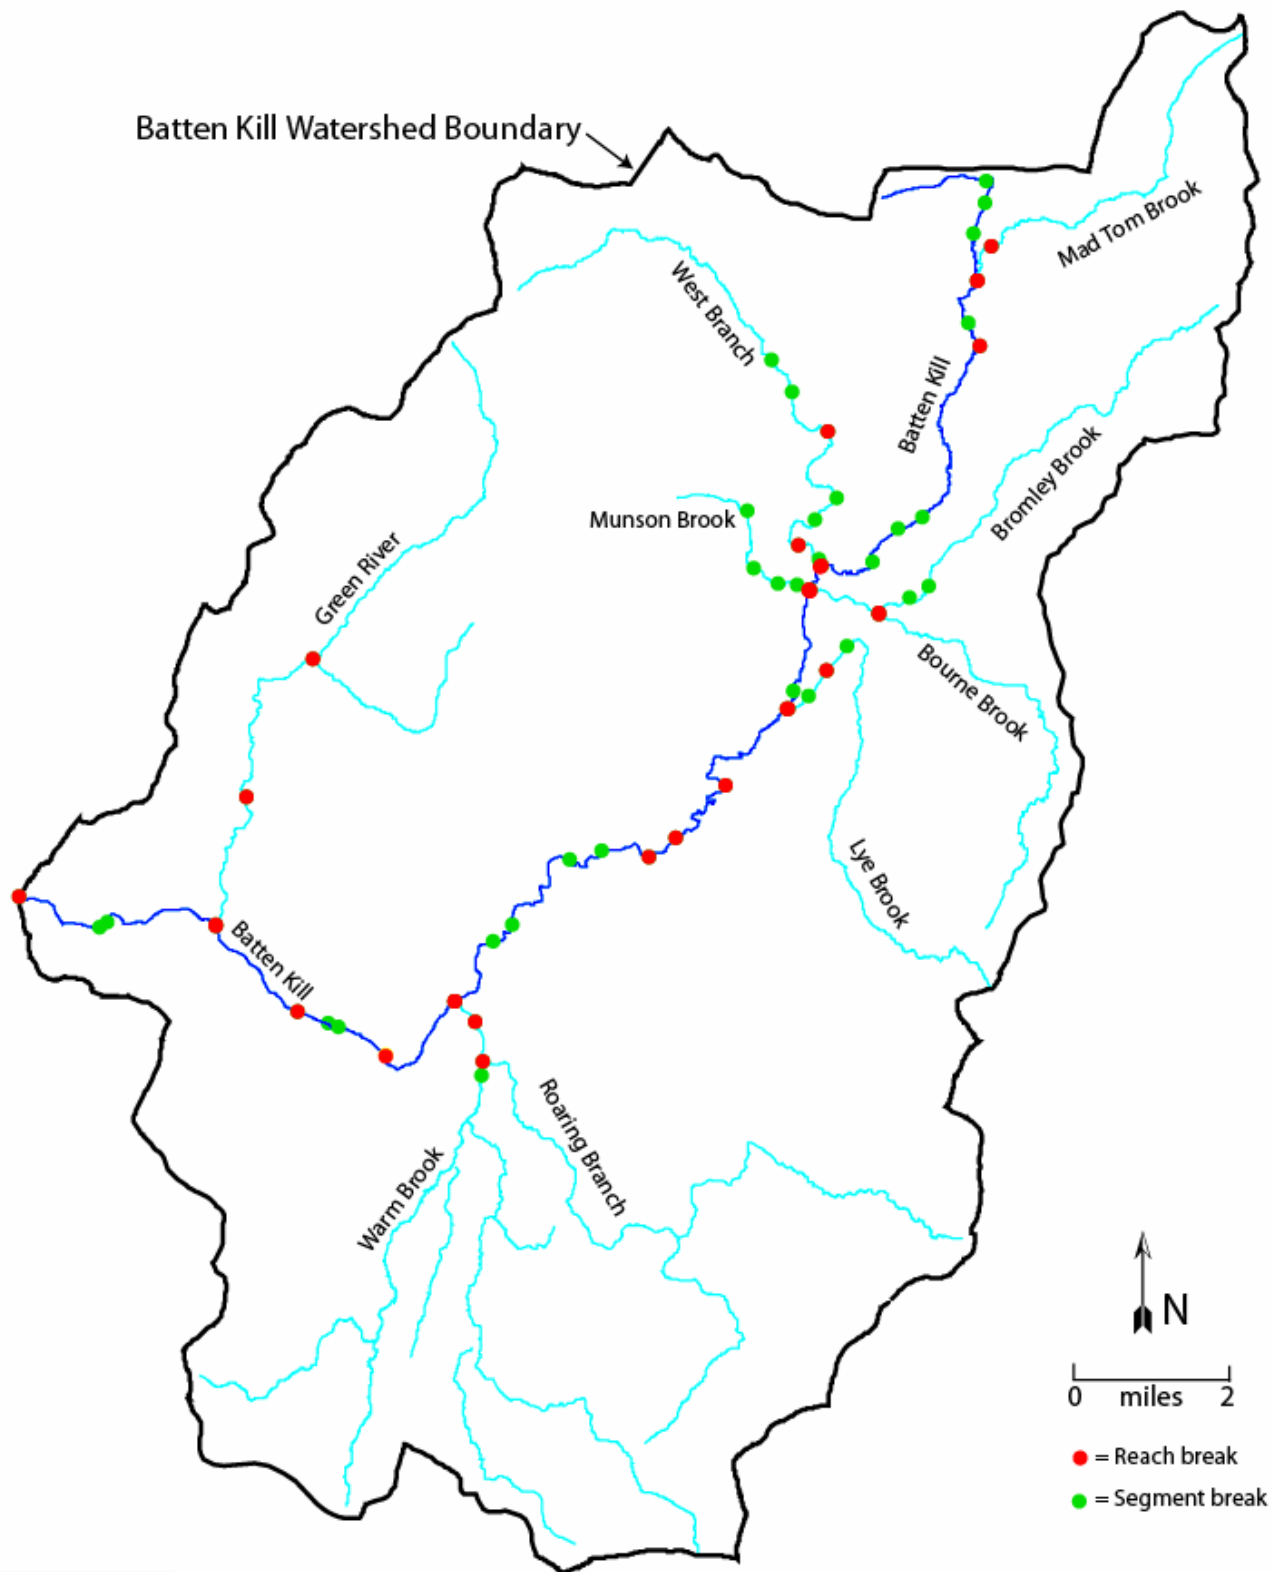 Batten Kill Watershed Boundary
Mad Tom Brook
West Branch
Batten Kill
Bromley Brook
Munson Brook
Green River
Bourne Brook
Lye Brook
Batten Kill
Roaring Branch
Warm Brook
N
0 miles 2
= Reach break
= Segment break